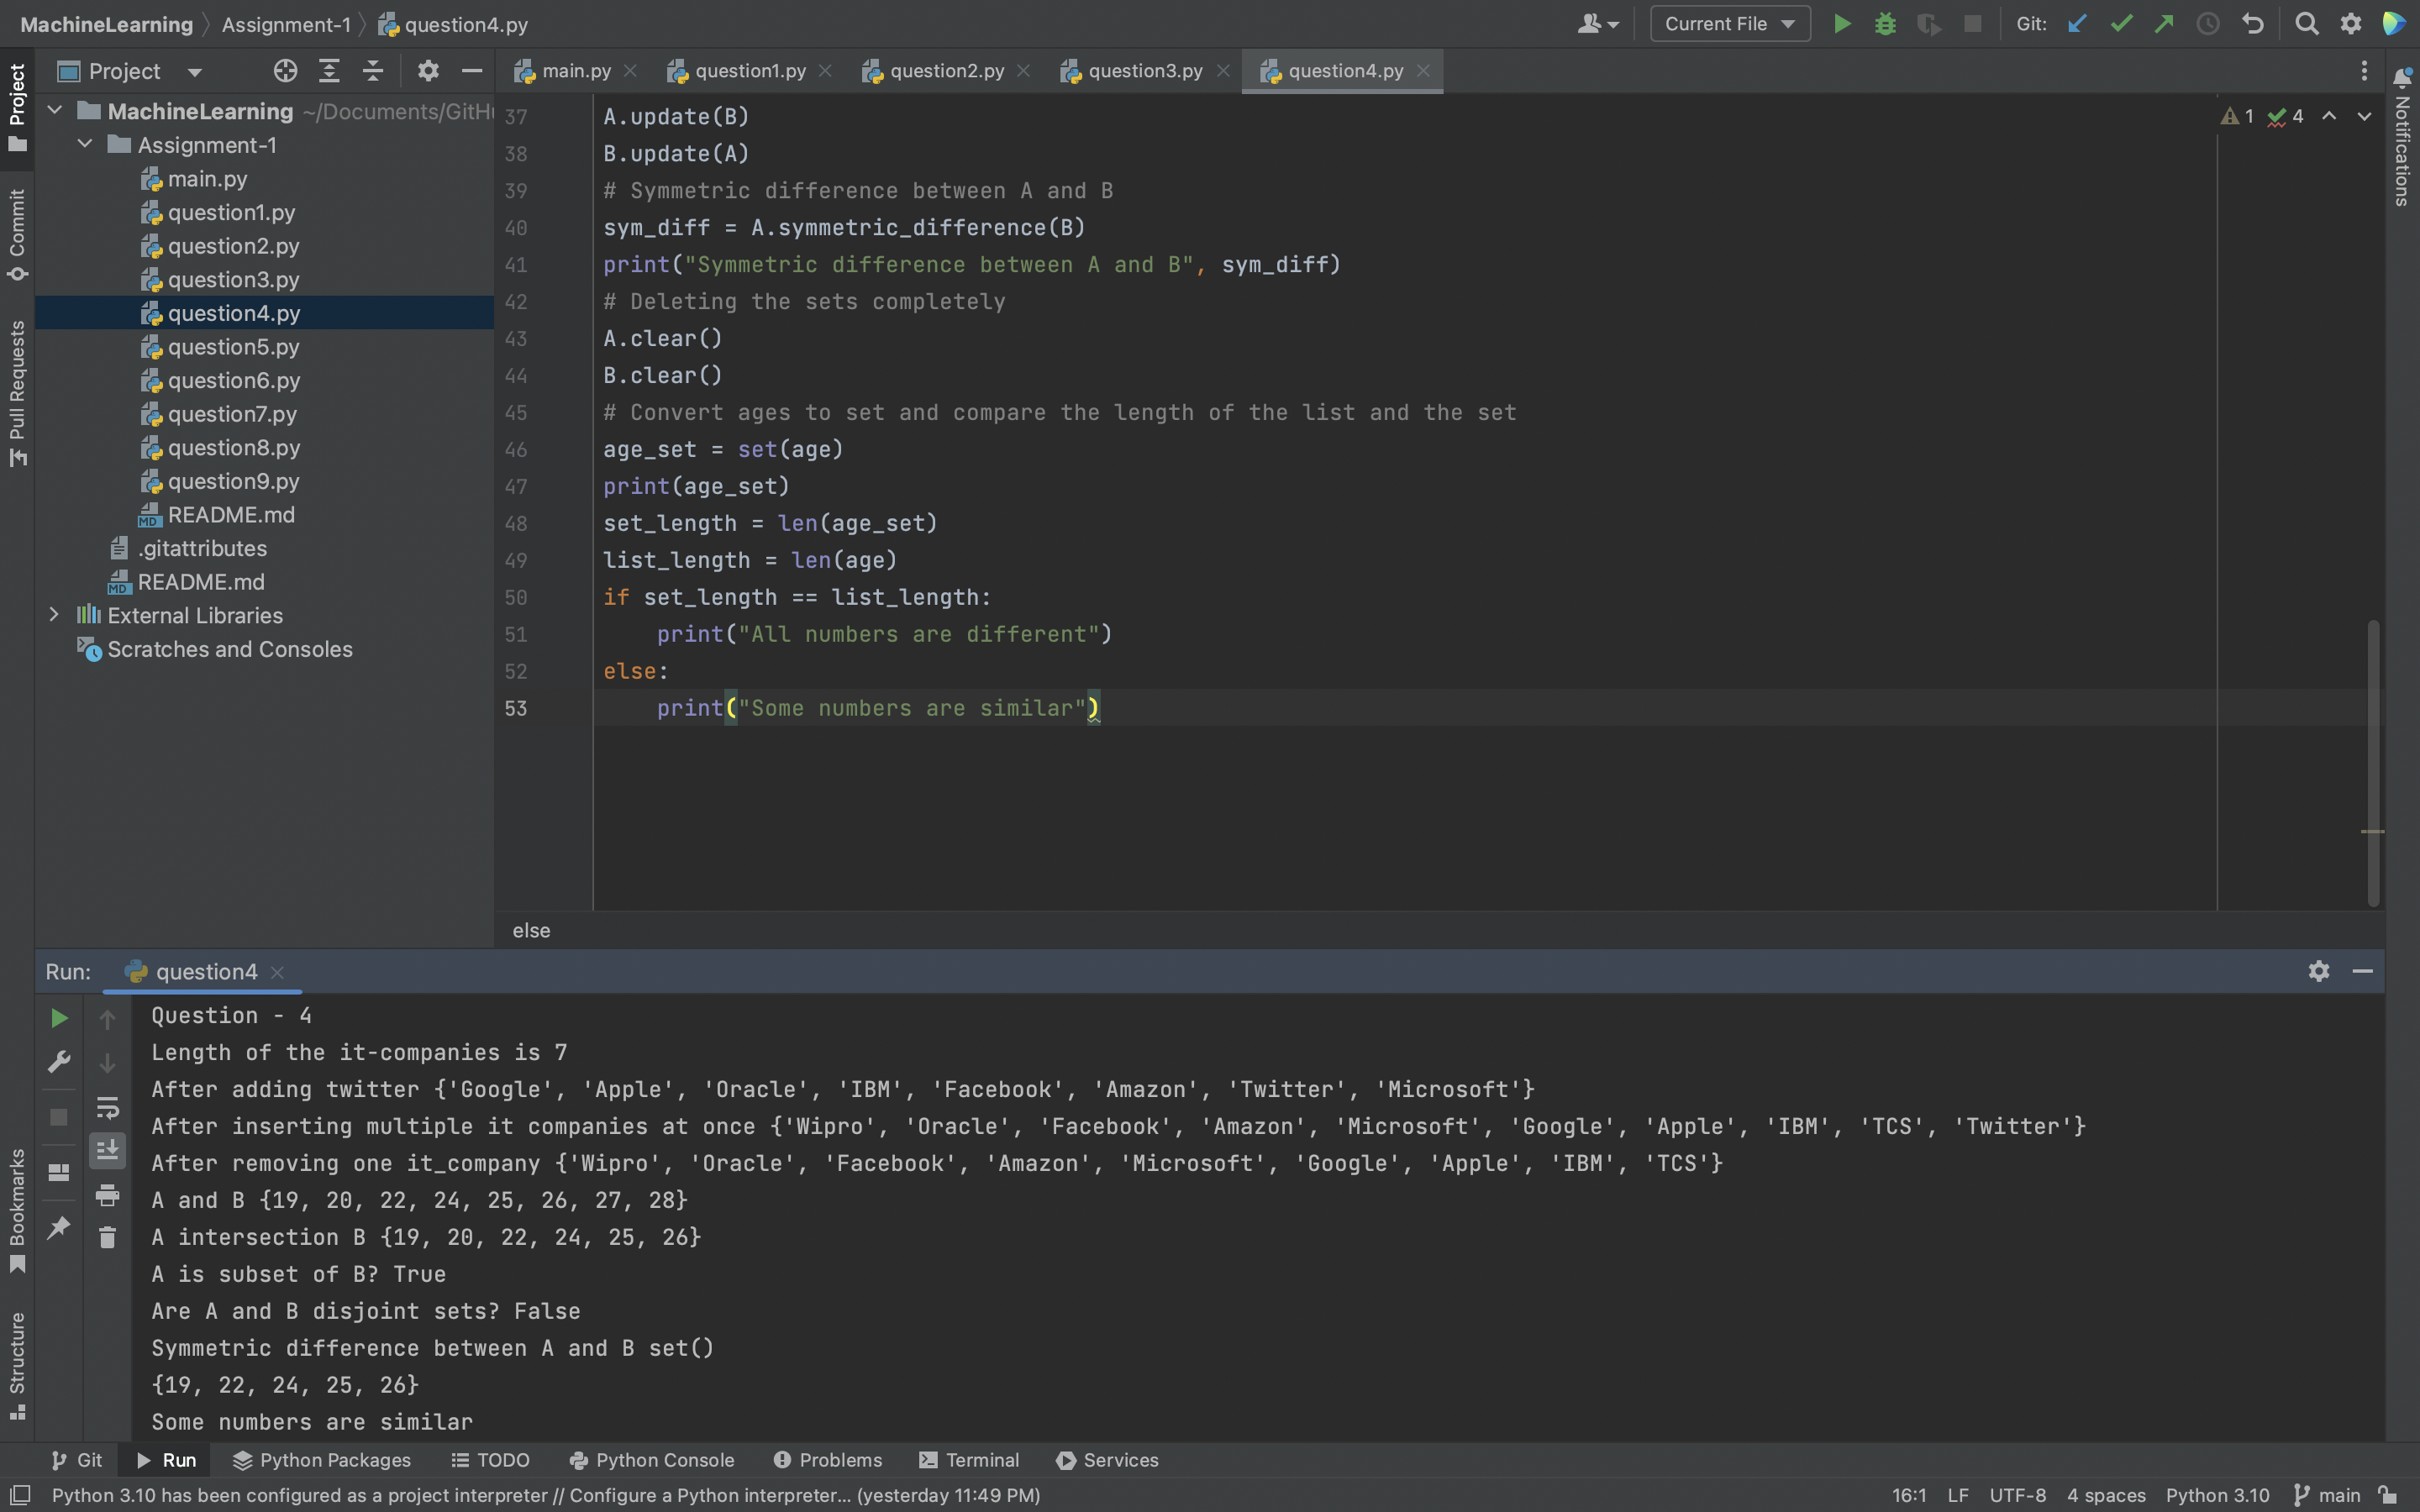 MachineLearning Assignment-1 question4.py
Current File
Git:
Project
main.py question1.py question2.py question3.py question4.py
Project
Commit
Pull Requests
Bookmarks
Structure
Notifications
MachineLearning ~/Documents/GitH
Assignment-1
main.py
question1.py
question2.py
question3.py
question4.py
question5.py
question6.py
question7.py
question8.py
question9.py
README.md
.gitattributes
README.md
External Libraries
Scratches and Consoles
1 4
37 A.update(B)
38 B.update(A)
39 # Symmetric difference between A and B
40 sym_diff = A.symmetric_difference(B)
41 print("Symmetric difference between A and B", sym_diff)
42 # Deleting the sets completely
43 A.clear()
44 B.clear()
45 # Convert ages to set and compare the length of the list and the set
46 age_set = set(age)
47 print(age_set)
48 set_length = len(age_set)
49 list_length = len(age)
50 if set_length == list_length:
51 print("All numbers are different")
52 else:
53 print("Some numbers are similar")
else
Run: question4
Question - 4
Length of the it-companies is 7
After adding twitter {'Google', 'Apple', 'Oracle', 'IBM', 'Facebook', 'Amazon', 'Twitter', 'Microsoft'}
After inserting multiple it companies at once {'Wipro', 'Oracle', 'Facebook', 'Amazon', 'Microsoft', 'Google', 'Apple', 'IBM', 'TCS', 'Twitter'}
After removing one it_company {'Wipro', 'Oracle', 'Facebook', 'Amazon', 'Microsoft', 'Google', 'Apple', 'IBM', 'TCS'}
A and B {19, 20, 22, 24, 25, 26, 27, 28}
A intersection B {19, 20, 22, 24, 25, 26}
A is subset of B? True
Are A and B disjoint sets? False
Symmetric difference between A and B set()
{19, 22, 24, 25, 26}
Some numbers are similar
Git Run Python Packages TODO Python Console Problems Terminal Services
Python 3.10 has been configured as a project interpreter // Configure a Python interpreter... (yesterday 11:49 PM) 16:1 LF UTF-8 4 spaces Python 3.10 main